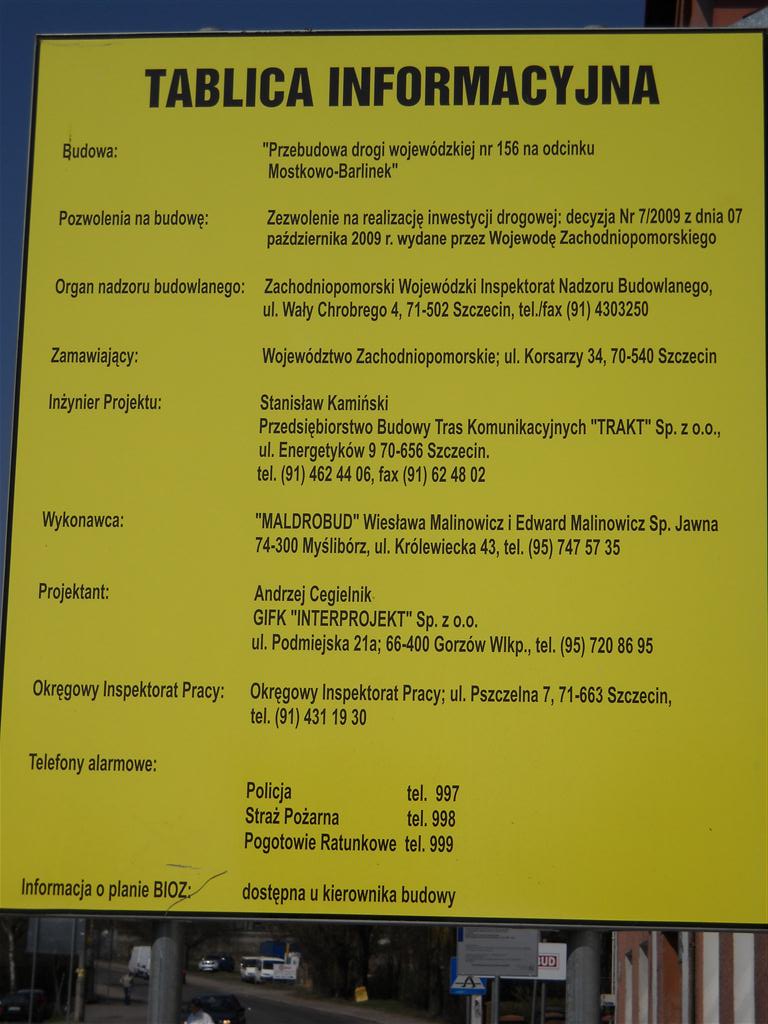 TABLICA INFORMACYJNA
Budowa: "Przebudowa drogi wojewódzkiej nr 156 na odcinku
Mostkowo-Barlinek"
Pozwolenia na budowę: Zezwolenie na realizację inwestycji drogowej: decyzja Nr 7/2009 z dnia 07
października 2009 r. wydane przez Wojewodę Zachodniopomorskiego
Organ nadzoru budowlanego: Zachodniopomorski Wojewódzki Inspektorat Nadzoru Budowlanego,
ul. Wały Chrobrego 4, 71-502 Szczecin, tel./fax (91) 4303250
Zamawiający: Województwo Zachodniopomorskie; ul. Korsarzy 34, 70-540 Szczecin
Inżynier Projektu: Stanisław Kamiński
Przedsiębiorstwo Budowy Tras Komunikacyjnych "TRAKT" Sp. z o.o.,
ul. Energetyków 9 70-656 Szczecin.
tel. (91) 462 44 06, fax (91) 62 48 02
Wykonawca: "MALDROBUD" Wiesława Malinowicz i Edward Malinowicz Sp. Jawna
74-300 Myślibórz, ul. Królewiecka 43, tel. (95) 747 57 35
Projektant: Andrzej Cegielnik
GIFK "INTERPROJEKT" Sp. z o.o.
ul. Podmiejska 21a; 66-400 Gorzów Wlkp., tel. (95) 720 86 95
Okręgowy Inspektorat Pracy: Okręgowy Inspektorat Pracy; ul. Pszczelna 7, 71-663 Szczecin,
tel. (91) 431 19 30
Telefony alarmowe:
Policja tel. 997
Straż Pożarna tel. 998
Pogotowie Ratunkowe tel. 999
Informacja o planie BIOZ: dostępna u kierownika budowy
BUD